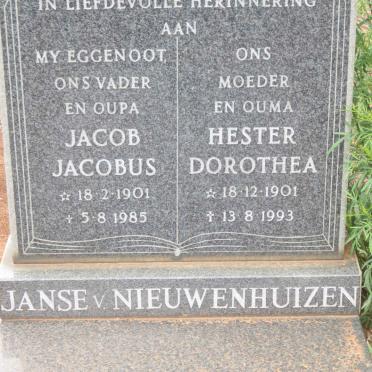 IN LIEFDEVOLLE HERINNERING
AAN
MY EGGENOOT
ONS VADER
EN OUPA
JACOB
JACOBUS
☆ 18·2·1901
✝ 5·8·1985
ONS
MOEDER
EN OUMA
HESTER
DOROTHEA
☆ 18·12·1901
✝ 13·8·1993
JANSE v NIEUWENHUIZEN